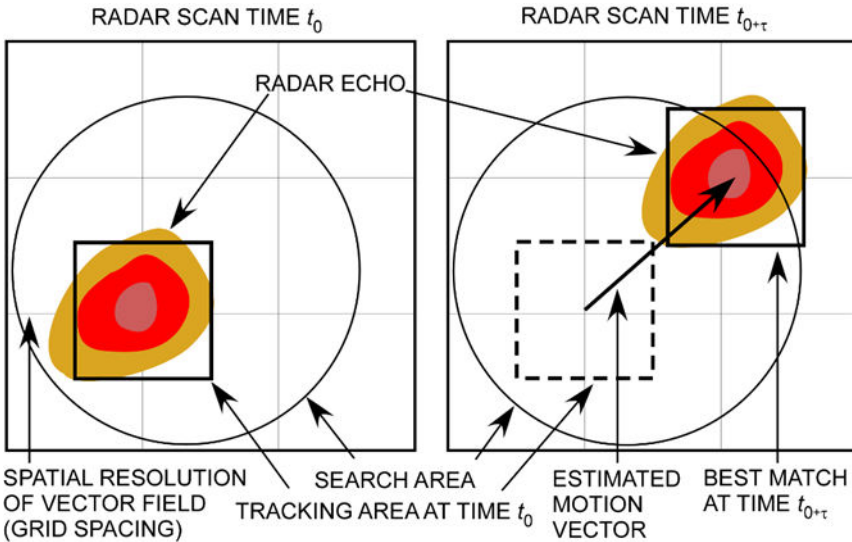 RADAR SCAN TIME t0
RADAR SCAN TIME t0+τ
RADAR ECHO
SPATIAL RESOLUTION
OF VECTOR FIELD
(GRID SPACING)
SEARCH AREA
TRACKING AREA AT TIME t0
ESTIMATED
MOTION
VECTOR
BEST MATCH
AT TIME t0+τ